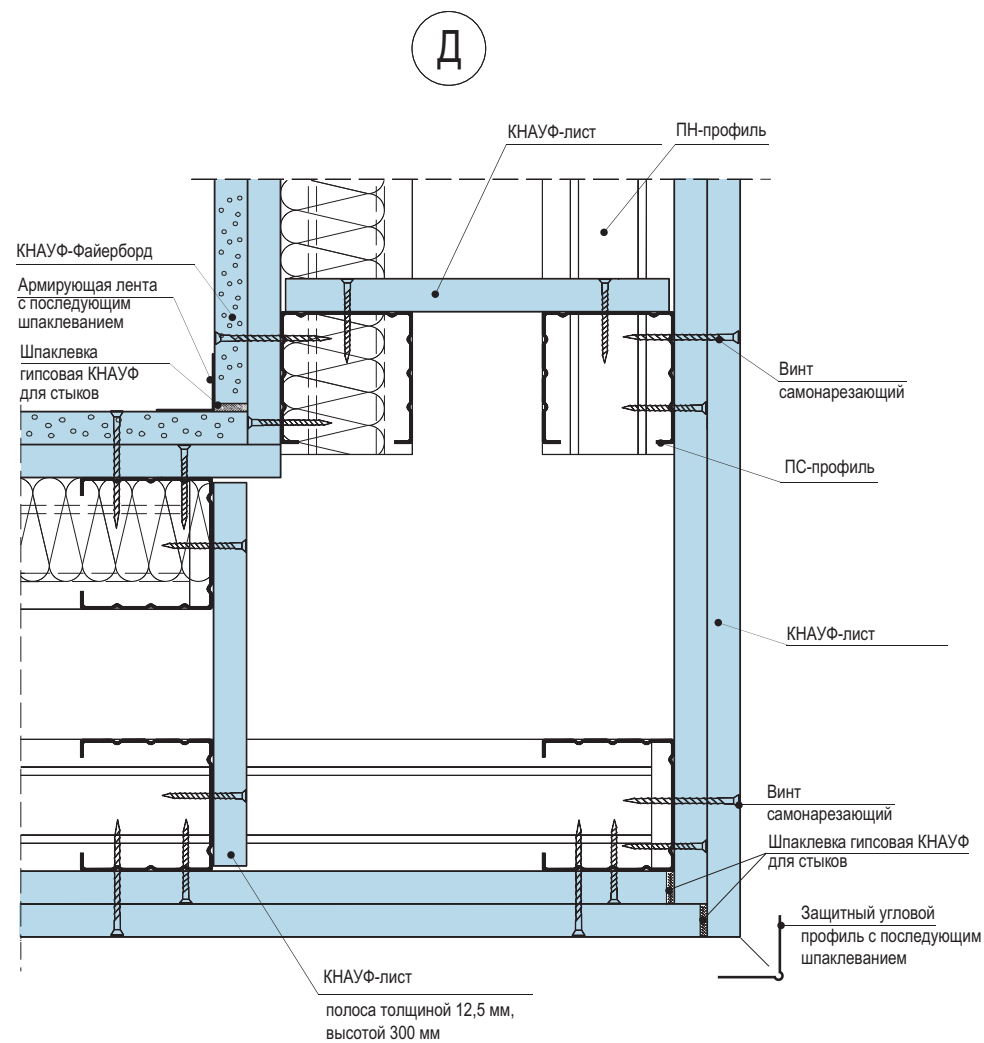 Д
КНАУФ-лист
ПН-профиль
КНАУФ-Файерборд
Армирующая лента
с последующим
шпаклеванием
Шпаклевка
гипсовая КНАУФ
для стыков
Винт
самонарезающий
ПС-профиль
КНАУФ-лист
Винт
самонарезающий
Шпаклевка гипсовая КНАУФ
для стыков
Защитный угловой
профиль с последующим
шпаклеванием
КНАУФ-лист
полоса толщиной 12,5 мм,
высотой 300 мм